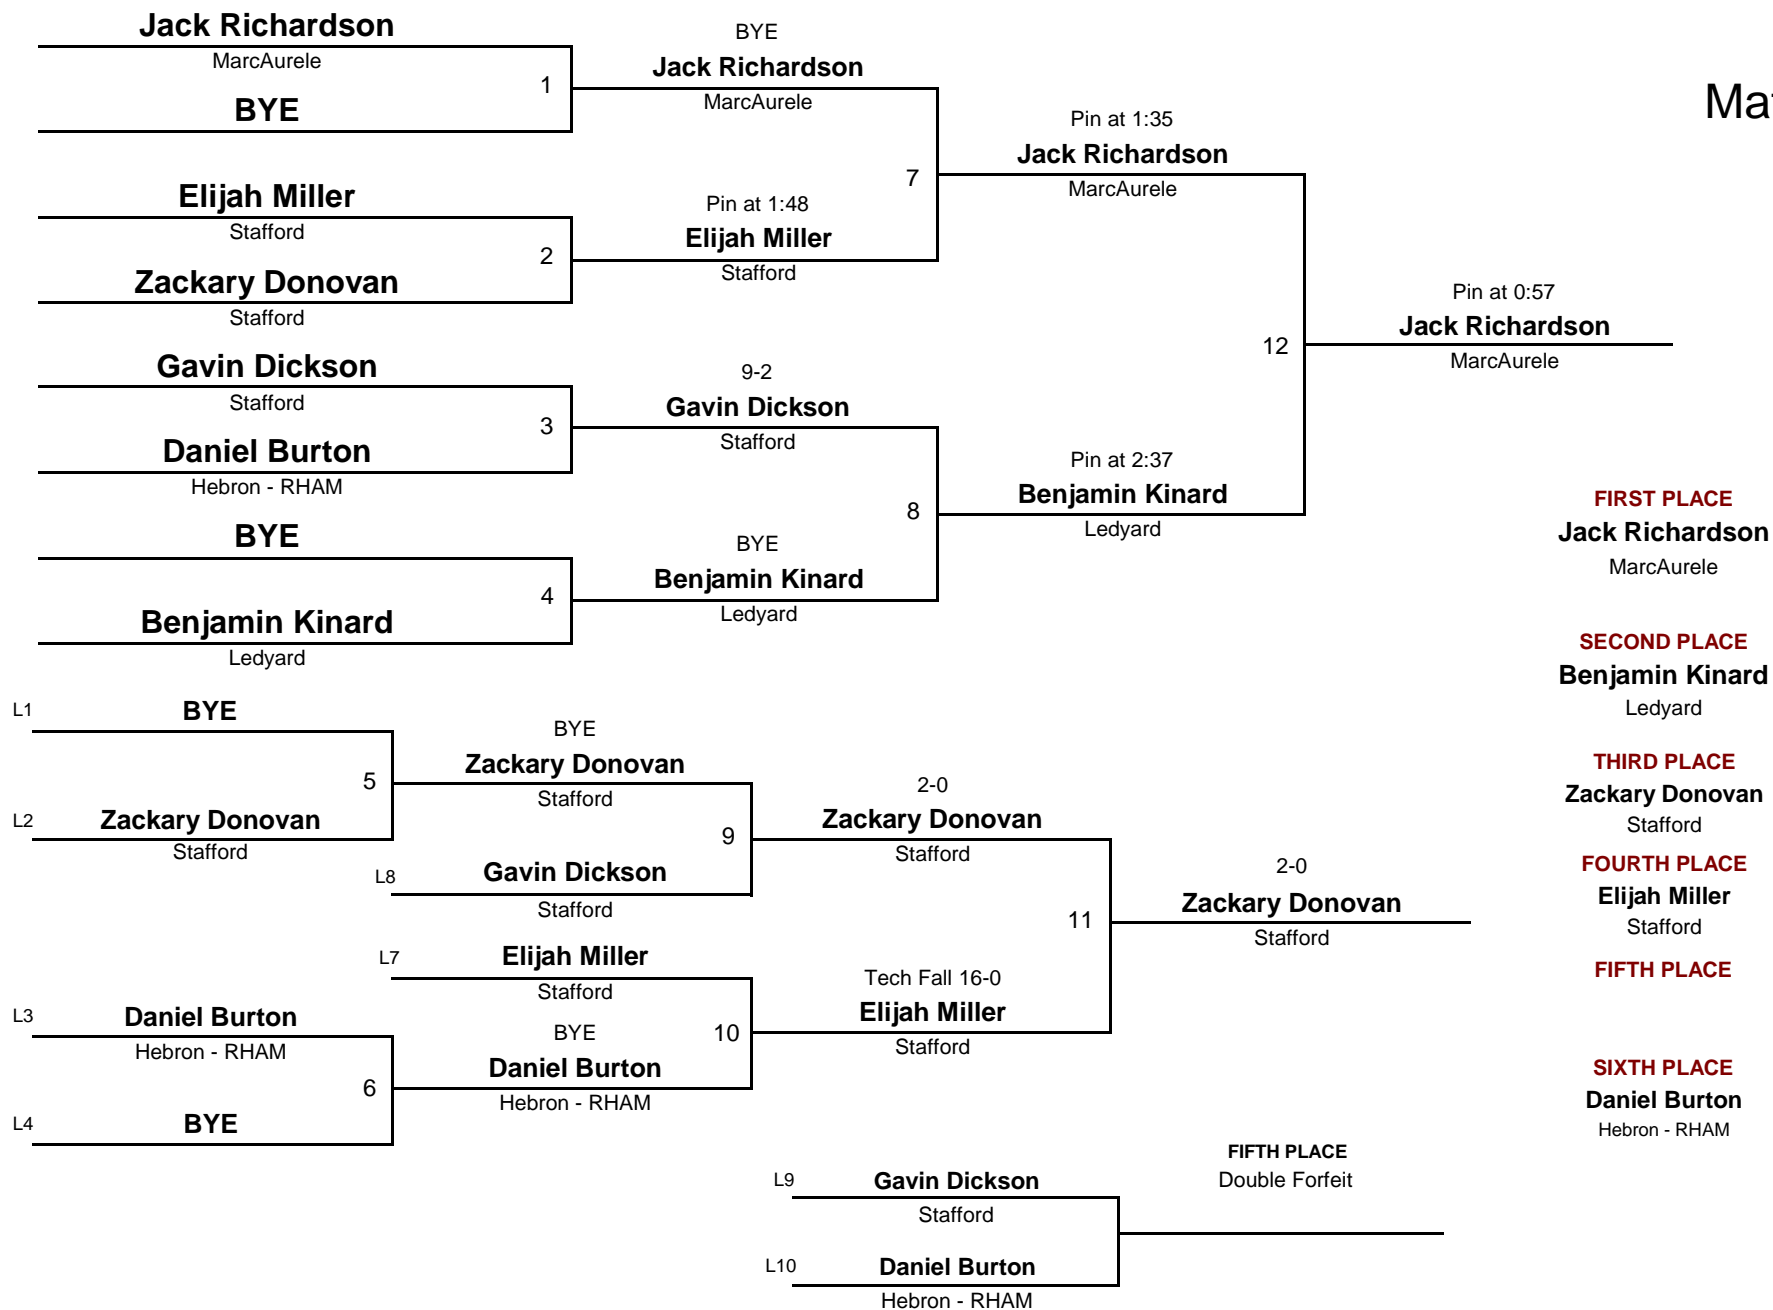 Jack Richardson
MarcAurele
1
BYE
BYE
Jack Richardson
MarcAurele
Elijah Miller
Stafford
2
Zackary Donovan
Stafford
Pin at 1:48
Elijah Miller
Stafford
7
Pin at 1:35
Jack Richardson
MarcAurele
Gavin Dickson
Stafford
3
Daniel Burton
Hebron - RHAM
9-2
Gavin Dickson
Stafford
BYE
4
Benjamin Kinard
Ledyard
BYE
Benjamin Kinard
Ledyard
8
Pin at 2:37
Benjamin Kinard
Ledyard
12
Pin at 0:57
Jack Richardson
MarcAurele
FIRST PLACE
Jack Richardson
MarcAurele
SECOND PLACE
Benjamin Kinard
Ledyard
THIRD PLACE
Zackary Donovan
Stafford
FOURTH PLACE
Elijah Miller
Stafford
FIFTH PLACE
SIXTH PLACE
Daniel Burton
Hebron - RHAM
L1
BYE
5
L2
Zackary Donovan
Stafford
BYE
Zackary Donovan
Stafford
9
L8
Gavin Dickson
Stafford
2-0
Zackary Donovan
Stafford
L7
Elijah Miller
Stafford
L3
Daniel Burton
Hebron - RHAM
6
L4
BYE
BYE
Daniel Burton
Hebron - RHAM
10
Tech Fall 16-0
Elijah Miller
Stafford
11
2-0
Zackary Donovan
Stafford
L9
Gavin Dickson
Stafford
L10
Daniel Burton
Hebron - RHAM
FIFTH PLACE
Double Forfeit